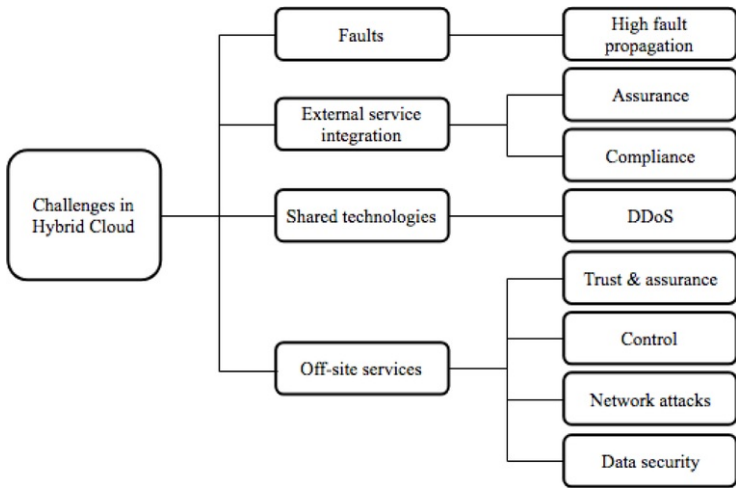 Faults
High fault
propagation
External service
integration
Assurance
Compliance
Challenges in
Hybrid Cloud
Shared technologies
DDoS
Off-site services
Trust & assurance
Control
Network attacks
Data security